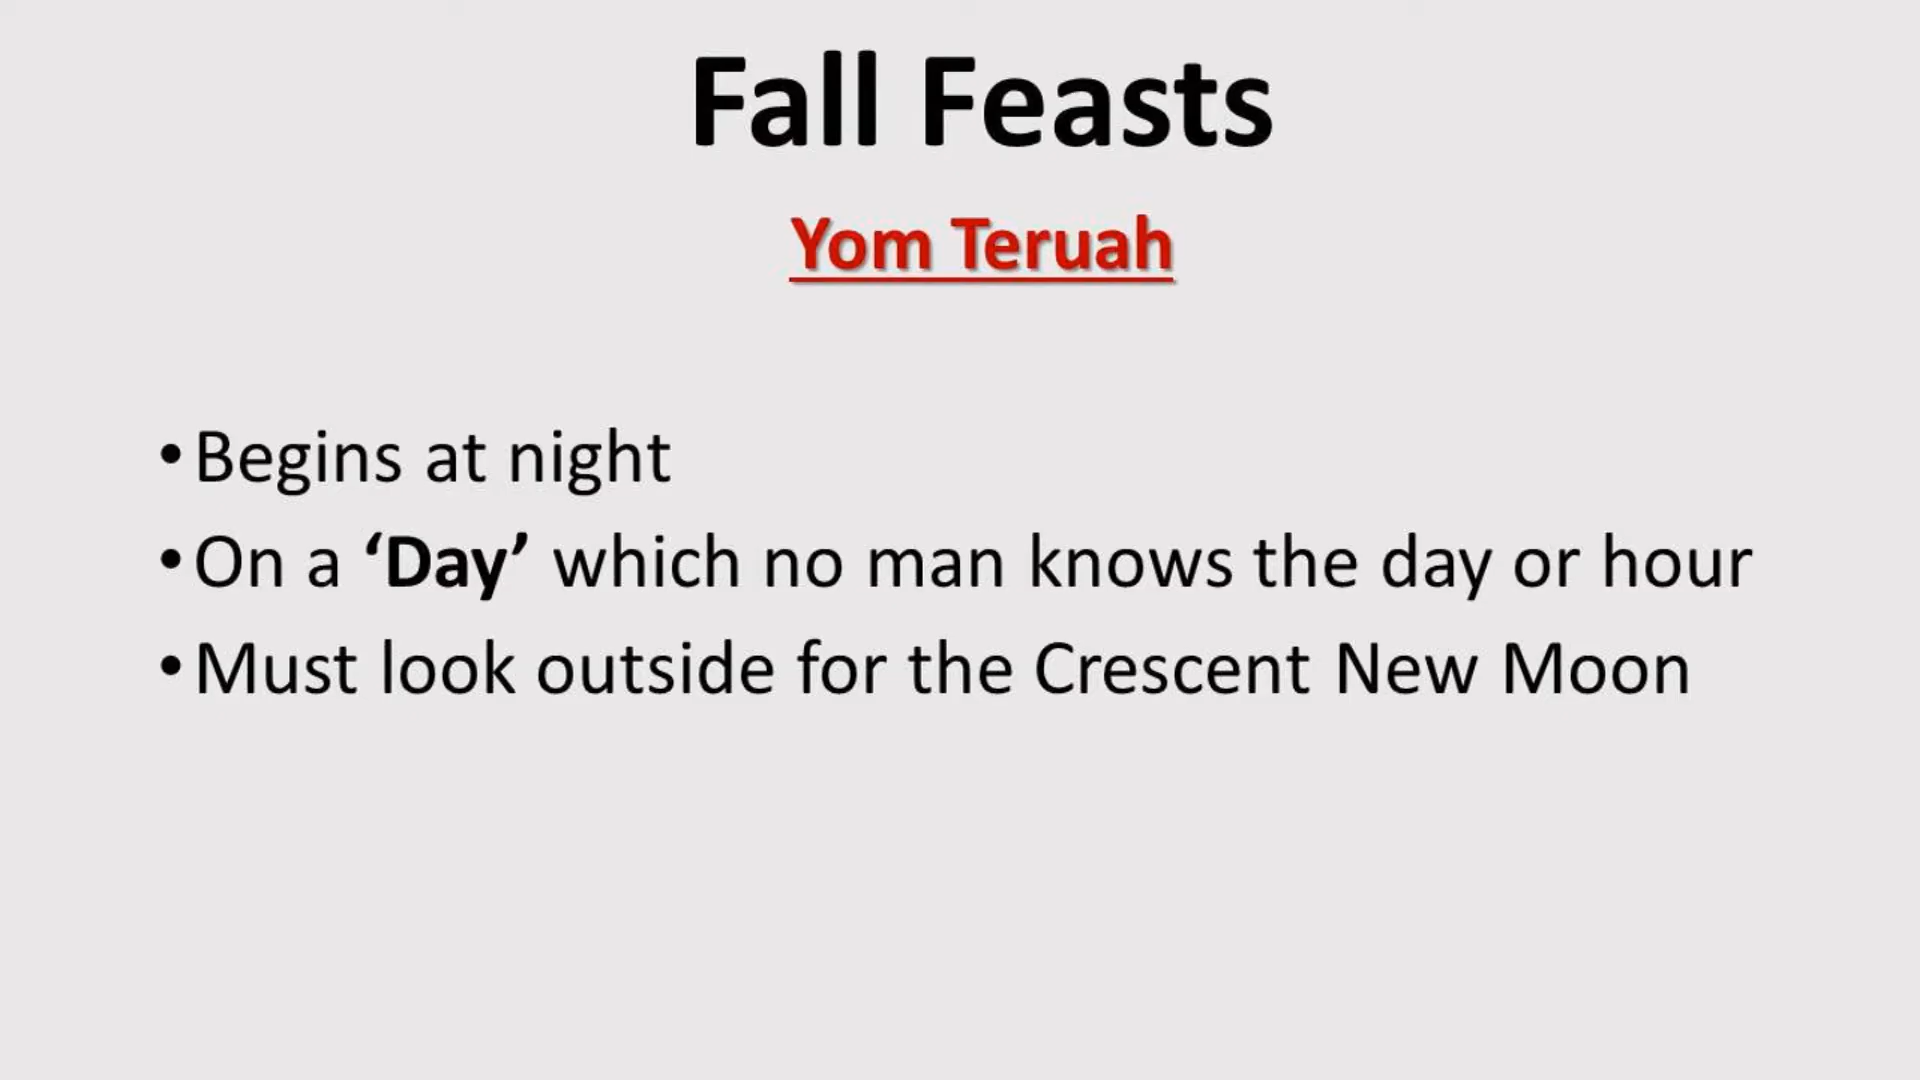 Fall Feasts
Yom Teruah
• Begins at night
• On a ‘Day’ which no man knows the day or hour
• Must look outside for the Crescent New Moon